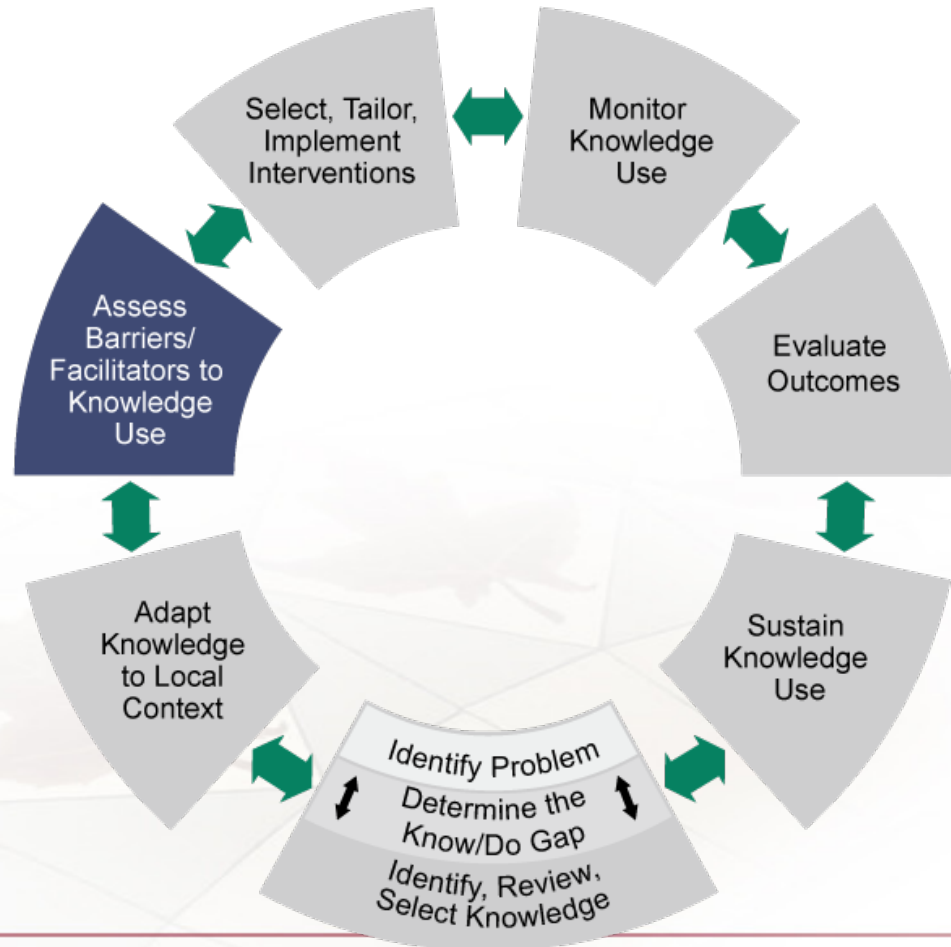 Select, Tailor,
Implement
Interventions
Monitor
Knowledge
Use
Assess
Barriers/
Facilitators to
Knowledge
Use
Evaluate
Outcomes
Adapt
Knowledge
to Local
Context
Sustain
Knowledge
Use
Identify Problem
Determine the
Know/Do Gap
Identify, Review,
Select Knowledge